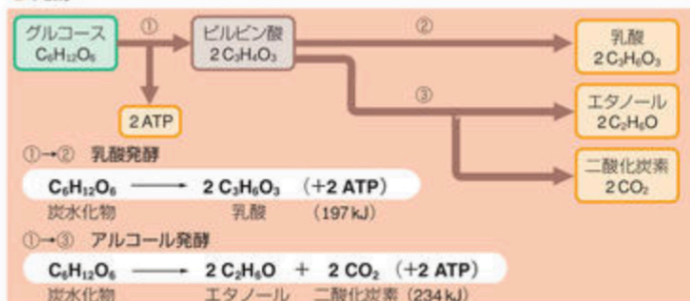 グルコース
C₆H₁₂O₆
①
ピルビン酸
2 C₃H₄O₃
②
乳酸
2 C₃H₆O₃
③
エタノール
2 C₂H₆O
2 ATP
二酸化炭素
2 CO₂
①→② 乳酸発酵
C₆H₁₂O₆ → 2 C₃H₆O₃ (+2 ATP)
炭水化物 乳酸 (197 kJ)
①→③ アルコール発酵
C₆H₁₂O₆ → 2 C₂H₆O + 2 CO₂ (+2 ATP)
炭水化物 エタノール 二酸化炭素 (234 kJ)